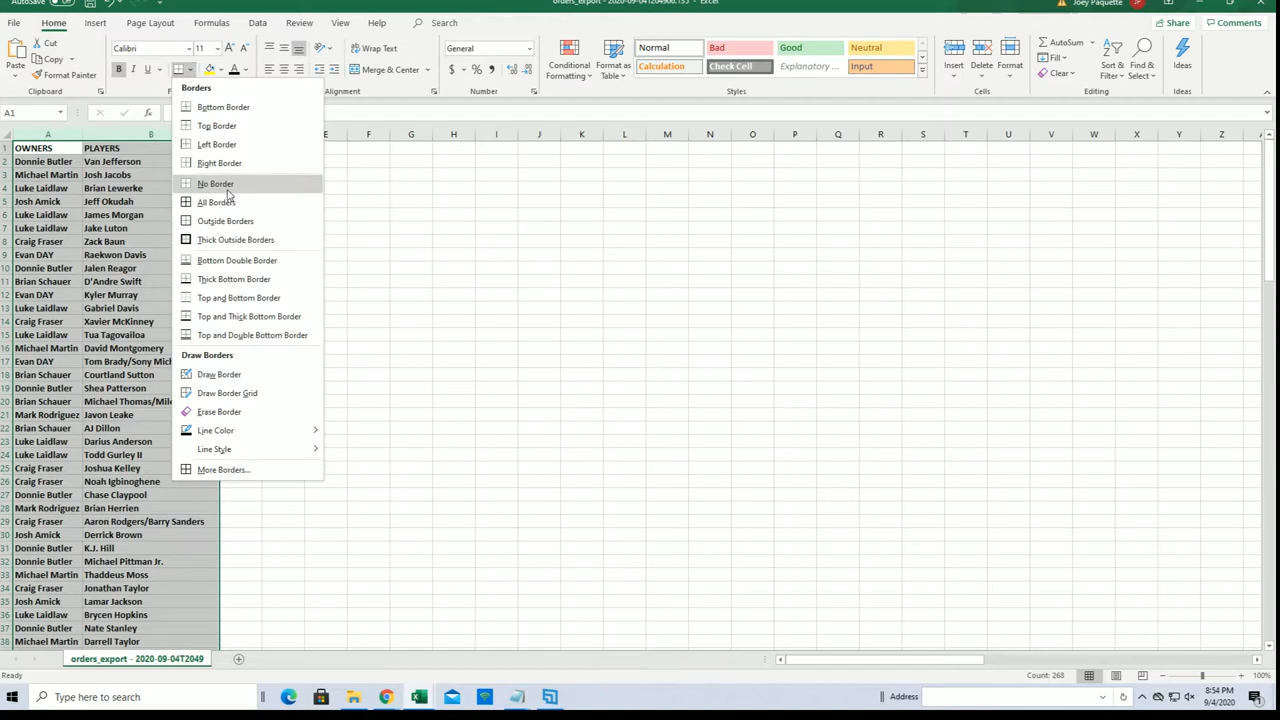 AutoSave Off orders_export - 2020-09-04T204906.133 - Excel Joey Paquette JP
File Home Insert Page Layout Formulas Data Review View Help Search Share Comments
Paste Cut Copy Format Painter Clipboard
Calibri 11 B I U
Wrap Text Merge & Center Alignment
General $ % Number
Conditional Formatting Format as Table
Normal Bad Good Neutral
Calculation Check Cell Explanatory ... Input
Styles
Insert Delete Format Cells
AutoSum Fill Clear Sort & Filter Find & Select Editing
Ideas Ideas
A1 fx
Borders
Bottom Border
Top Border
Left Border
Right Border
No Border
All Borders
Outside Borders
Thick Outside Borders
Bottom Double Border
Thick Bottom Border
Top and Bottom Border
Top and Thick Bottom Border
Top and Double Bottom Border
Draw Borders
Draw Border
Draw Border Grid
Erase Border
Line Color
Line Style
More Borders...
A B E F G H I J K L M N O P Q R S T U V W X Y Z
1 OWNERS PLAYERS
2 Donnie Butler Van Jefferson
3 Michael Martin Josh Jacobs
4 Luke Laidlaw Brian Lewerke
5 Josh Amick Jeff Okudah
6 Luke Laidlaw James Morgan
7 Luke Laidlaw Jake Luton
8 Craig Fraser Zack Baun
9 Evan DAY Raekwon Davis
10 Donnie Butler Jalen Reagor
11 Brian Schauer D'Andre Swift
12 Evan DAY Kyler Murray
13 Luke Laidlaw Gabriel Davis
14 Craig Fraser Xavier McKinney
15 Luke Laidlaw Tua Tagovailoa
16 Michael Martin David Montgomery
17 Evan DAY Tom Brady/Sony Mich
18 Brian Schauer Courtland Sutton
19 Donnie Butler Shea Patterson
20 Brian Schauer Michael Thomas/Mile
21 Mark Rodriguez Javon Leake
22 Brian Schauer AJ Dillon
23 Luke Laidlaw Darius Anderson
24 Luke Laidlaw Todd Gurley II
25 Craig Fraser Joshua Kelley
26 Craig Fraser Noah Igbinoghene
27 Donnie Butler Chase Claypool
28 Mark Rodriguez Brian Herrien
29 Craig Fraser Aaron Rodgers/Barry Sanders
30 Josh Amick Derrick Brown
31 Donnie Butler K.J. Hill
32 Donnie Butler Michael Pittman Jr.
33 Michael Martin Thaddeus Moss
34 Craig Fraser Jonathan Taylor
35 Josh Amick Lamar Jackson
36 Luke Laidlaw Brycen Hopkins
37 Donnie Butler Nate Stanley
38 Michael Martin Darrell Taylor
orders_export - 2020-09-04T2049
Ready Count: 268 100%
Type here to search Address 8:54 PM
9/4/2020